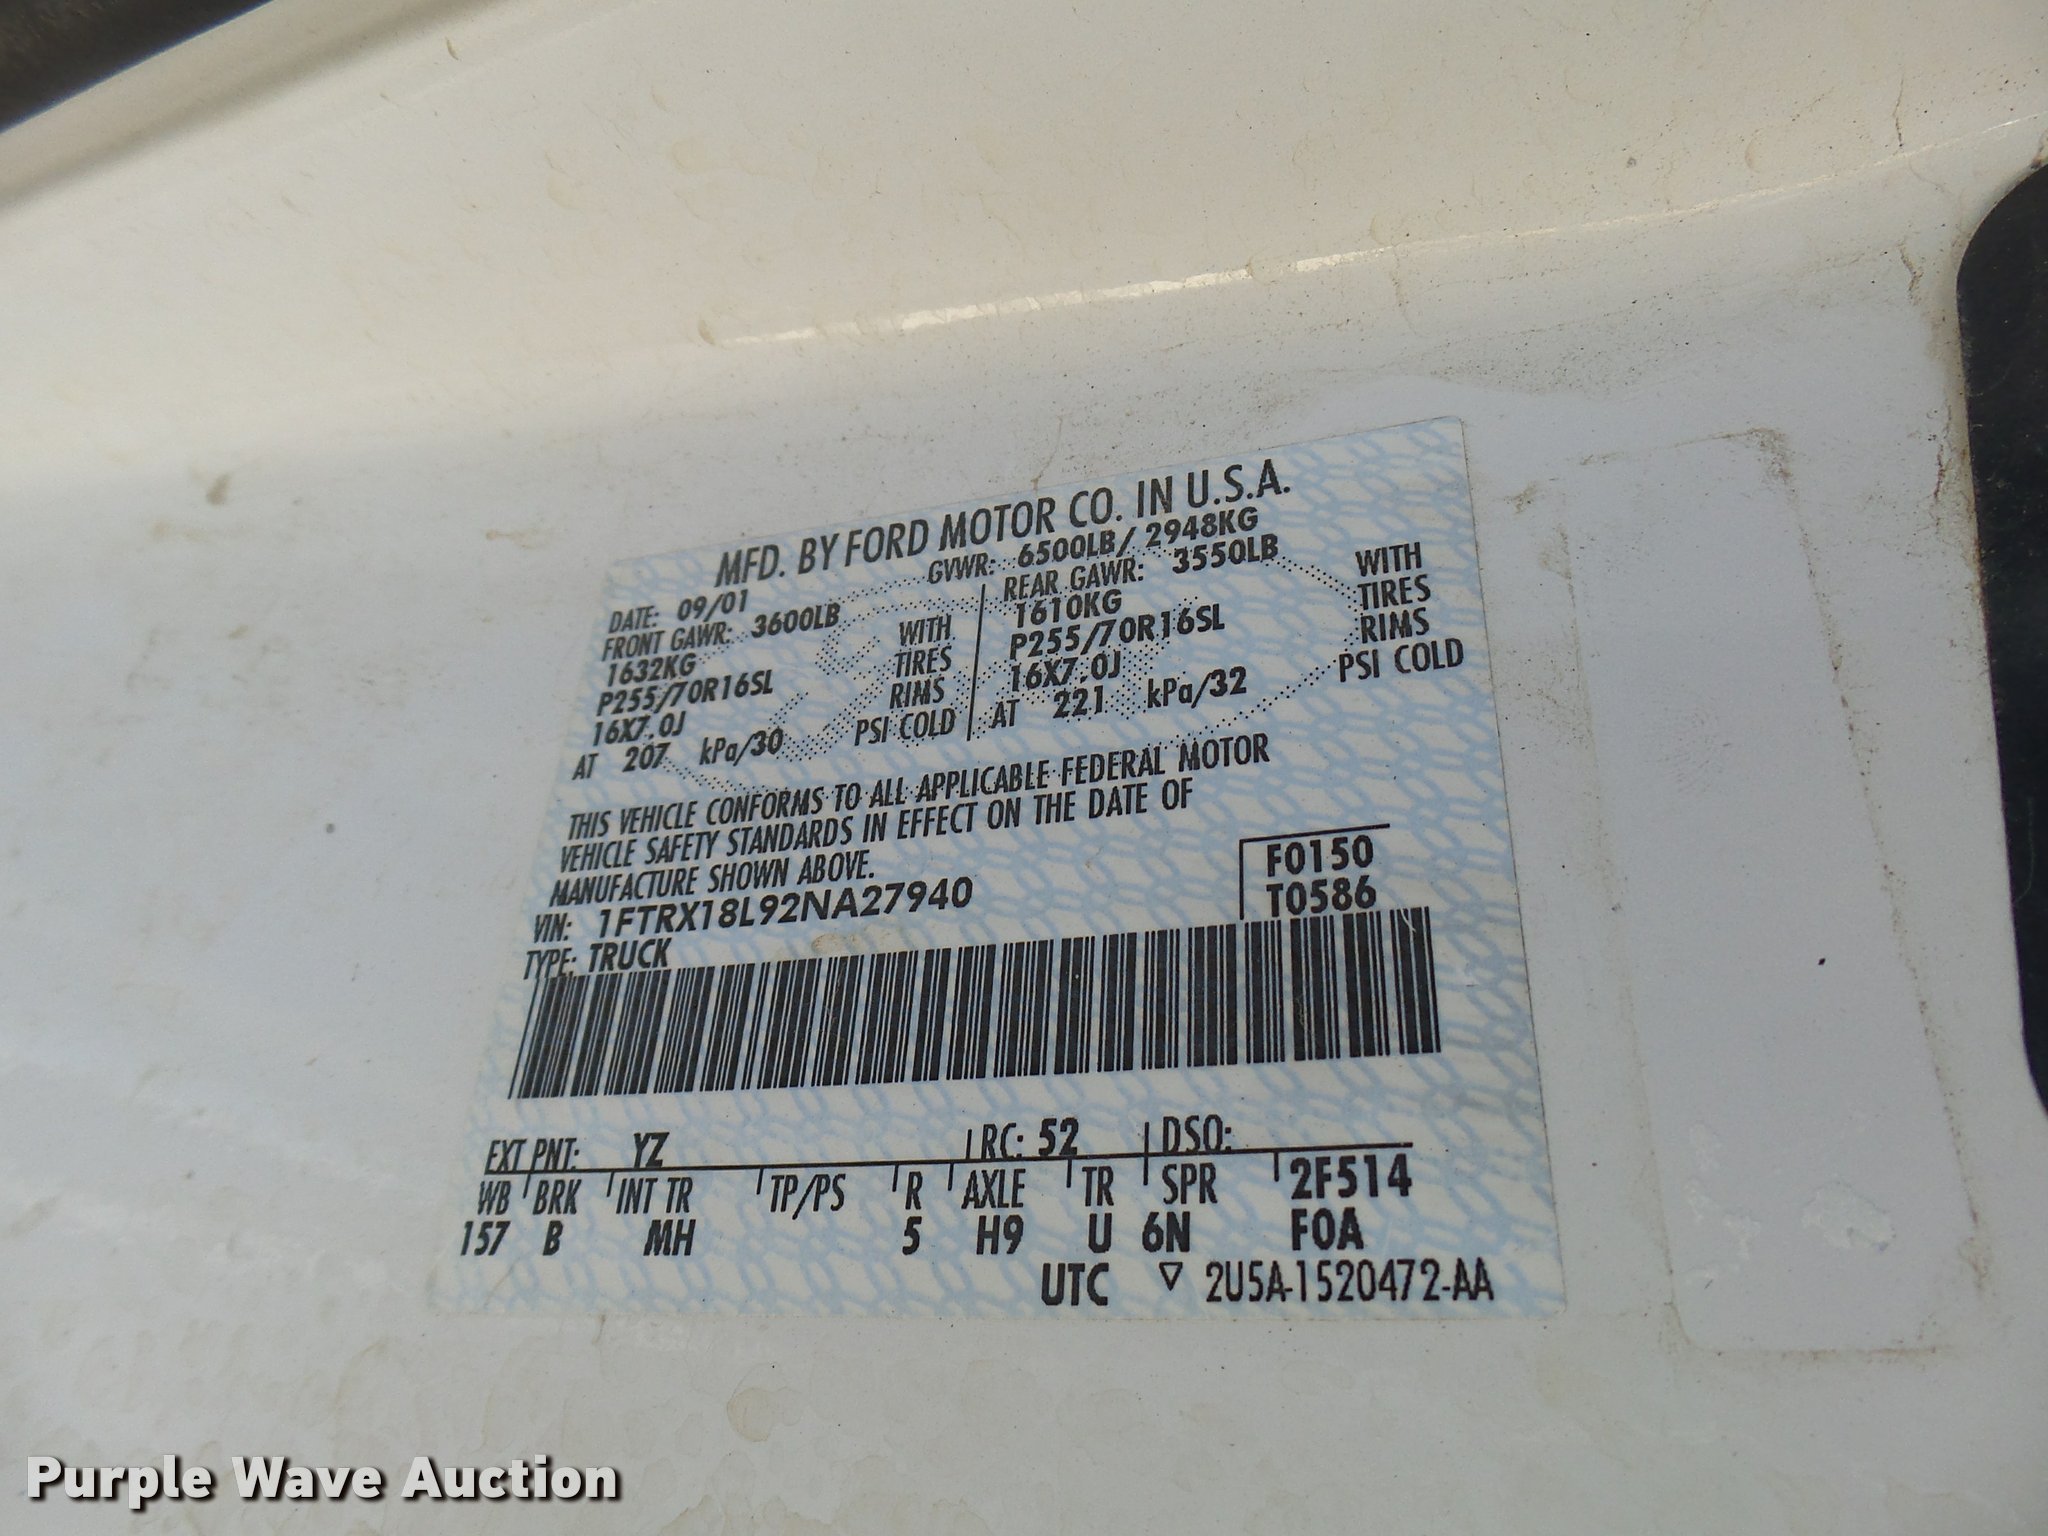 MFD. BY FORD MOTOR CO. IN U.S.A.
DATE: 09/01 GVWR: 6500LB/ 2948KG
FRONT GAWR: 3600LB REAR GAWR: 3550LB
1632KG WITH 1610KG WITH
P255/70R16SL TIRES P255/70R16SL TIRES
16X7.0J RIMS 16X7.0J RIMS
AT 207 kPa/30 PSI COLD AT 221 kPa/32 PSI COLD
THIS VEHICLE CONFORMS TO ALL APPLICABLE FEDERAL MOTOR
VEHICLE SAFETY STANDARDS IN EFFECT ON THE DATE OF
MANUFACTURE SHOWN ABOVE.
F0150
VIN: 1FTRX18L92NA27940 T0586
TYPE: TRUCK
EXT PNT: YZ RC: 52 DSO:
WB BRK INT TR TP/PS R AXLE TR SPR 2F514
157 B MH 5 H9 U 6N F0A
UTC ▽ 2U5A-1520472-AA
Purple Wave Auction